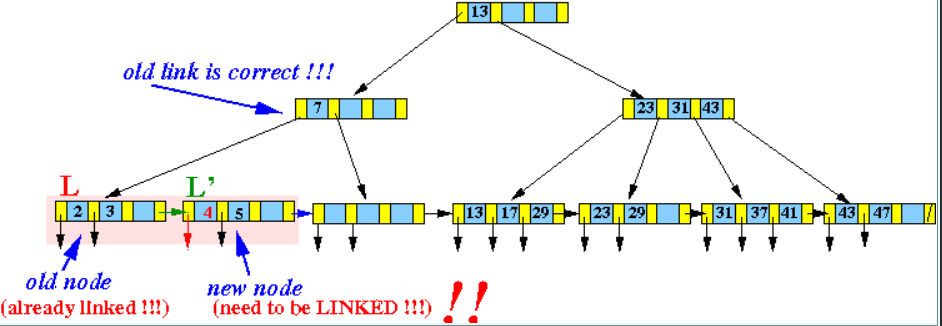 13
old link is correct !!!
7
23 31 43
L L'
2 3 4 5 13 17 29 23 29 31 37 41 43 47 /
old node new node !!
(already linked !!!) (need to be LINKED !!!)